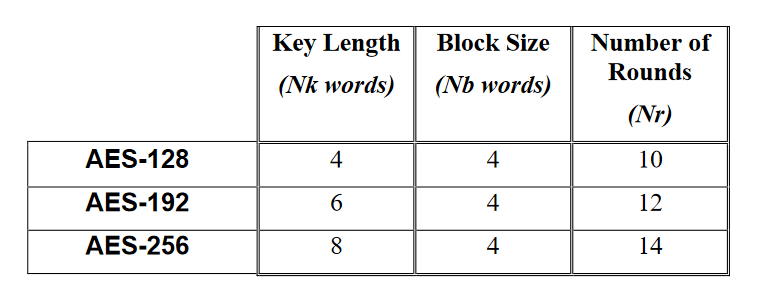 Key Length Block Size Number of
Rounds
(Nk words) (Nb words) (Nr)
AES-128 4 4 10
AES-192 6 4 12
AES-256 8 4 14